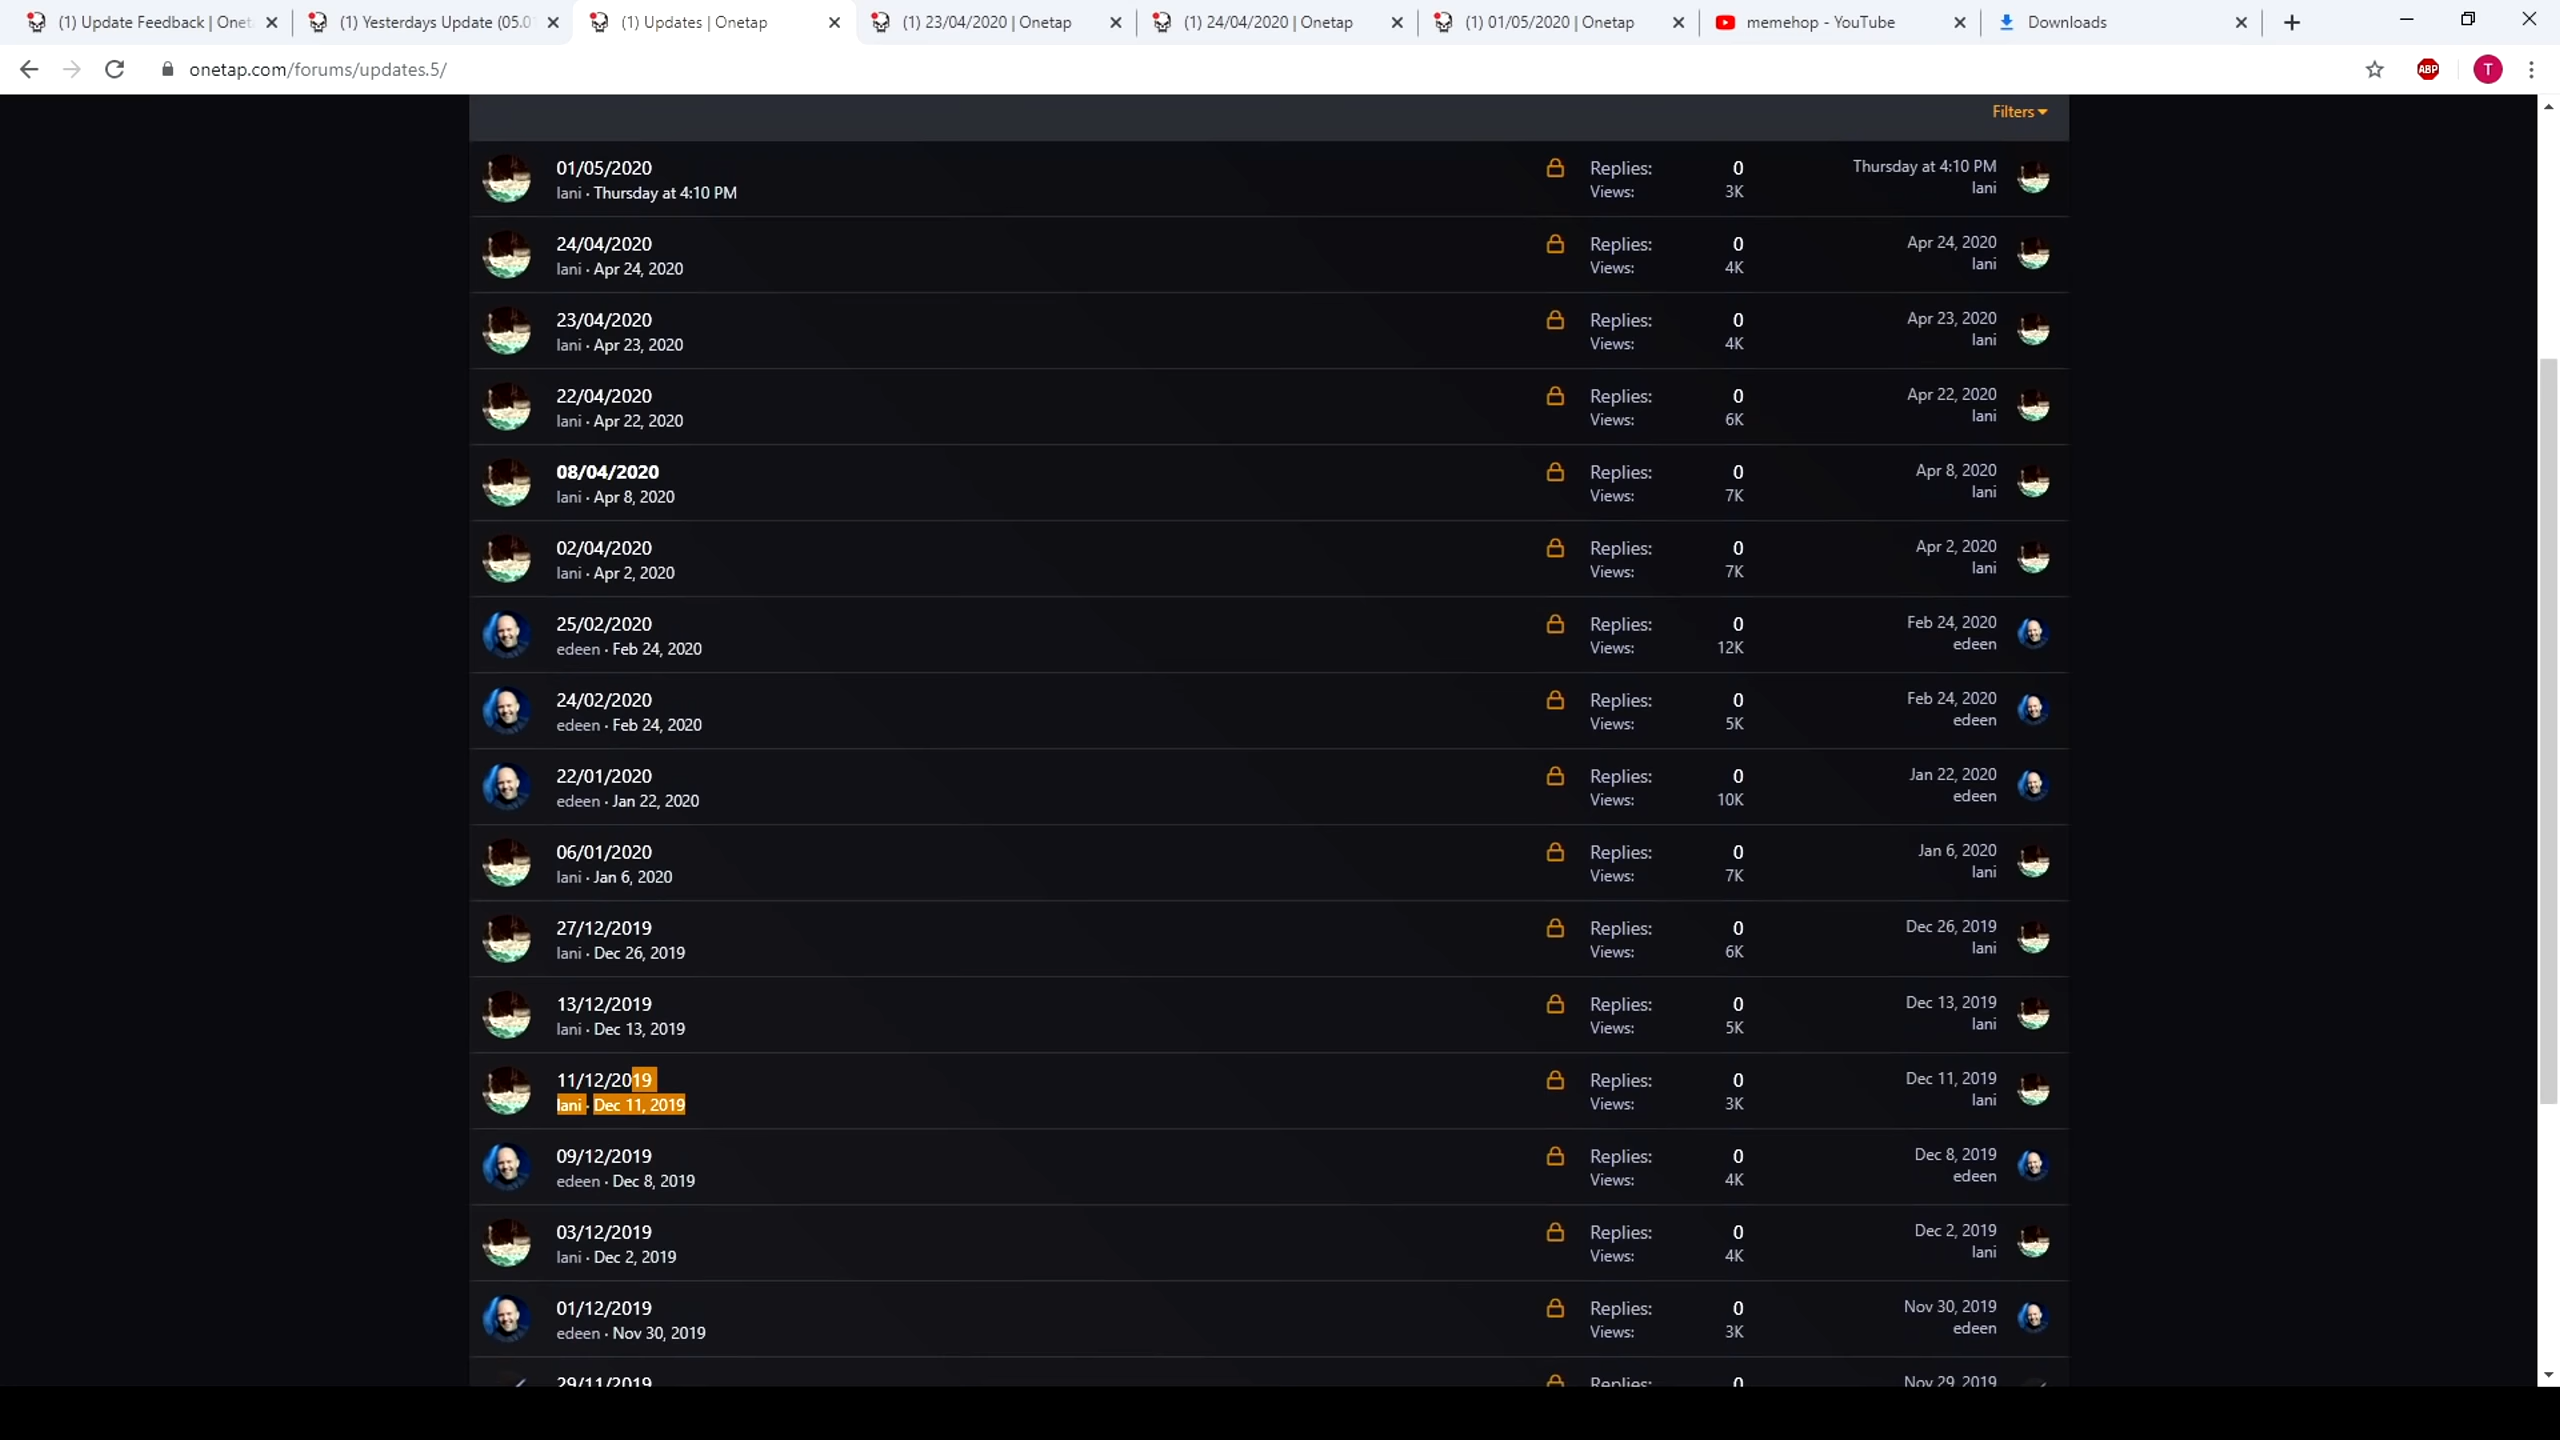 (1) Update Feedback | Onet
(1) Yesterdays Update (05.0
(1) Updates | Onetap
(1) 23/04/2020 | Onetap
(1) 24/04/2020 | Onetap
(1) 01/05/2020 | Onetap
memehop - YouTube
Downloads
onetap.com/forums/updates.5/
ABP
T
Filters
01/05/2020 Replies: 0 Thursday at 4:10 PM
lani · Thursday at 4:10 PM Views: 3K lani
24/04/2020 Replies: 0 Apr 24, 2020
lani · Apr 24, 2020 Views: 4K lani
23/04/2020 Replies: 0 Apr 23, 2020
lani · Apr 23, 2020 Views: 4K lani
22/04/2020 Replies: 0 Apr 22, 2020
lani · Apr 22, 2020 Views: 6K lani
08/04/2020 Replies: 0 Apr 8, 2020
lani · Apr 8, 2020 Views: 7K lani
02/04/2020 Replies: 0 Apr 2, 2020
lani · Apr 2, 2020 Views: 7K lani
25/02/2020 Replies: 0 Feb 24, 2020
edeen · Feb 24, 2020 Views: 12K edeen
24/02/2020 Replies: 0 Feb 24, 2020
edeen · Feb 24, 2020 Views: 5K edeen
22/01/2020 Replies: 0 Jan 22, 2020
edeen · Jan 22, 2020 Views: 10K edeen
06/01/2020 Replies: 0 Jan 6, 2020
lani · Jan 6, 2020 Views: 7K lani
27/12/2019 Replies: 0 Dec 26, 2019
lani · Dec 26, 2019 Views: 6K lani
13/12/2019 Replies: 0 Dec 13, 2019
lani · Dec 13, 2019 Views: 5K lani
11/12/2019 Replies: 0 Dec 11, 2019
lani · Dec 11, 2019 Views: 3K lani
09/12/2019 Replies: 0 Dec 8, 2019
edeen · Dec 8, 2019 Views: 4K edeen
03/12/2019 Replies: 0 Dec 2, 2019
lani · Dec 2, 2019 Views: 4K lani
01/12/2019 Replies: 0 Nov 30, 2019
edeen · Nov 30, 2019 Views: 3K edeen
29/11/2019 Replies: 0 Nov 29, 2019